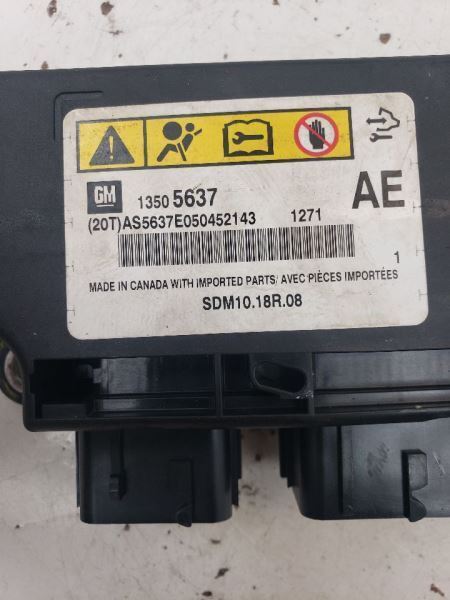 GM 1350 5637 AE
(20T)AS5637E050452143 1271
1
MADE IN CANADA WITH IMPORTED PARTS/ AVEC PIÈCES IMPORTÉES
SDM10.18R.08